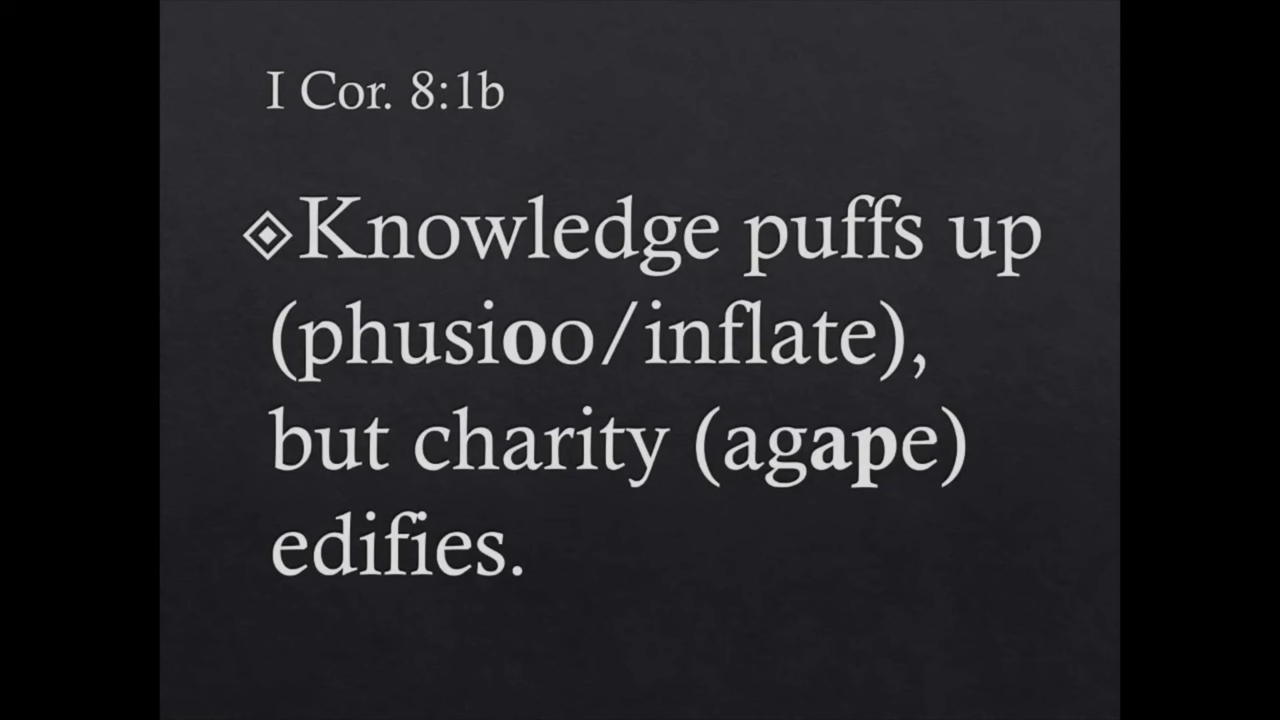 I Cor. 8:1b
Knowledge puffs up
(phusioo/inflate),
but charity (agape)
edifies.